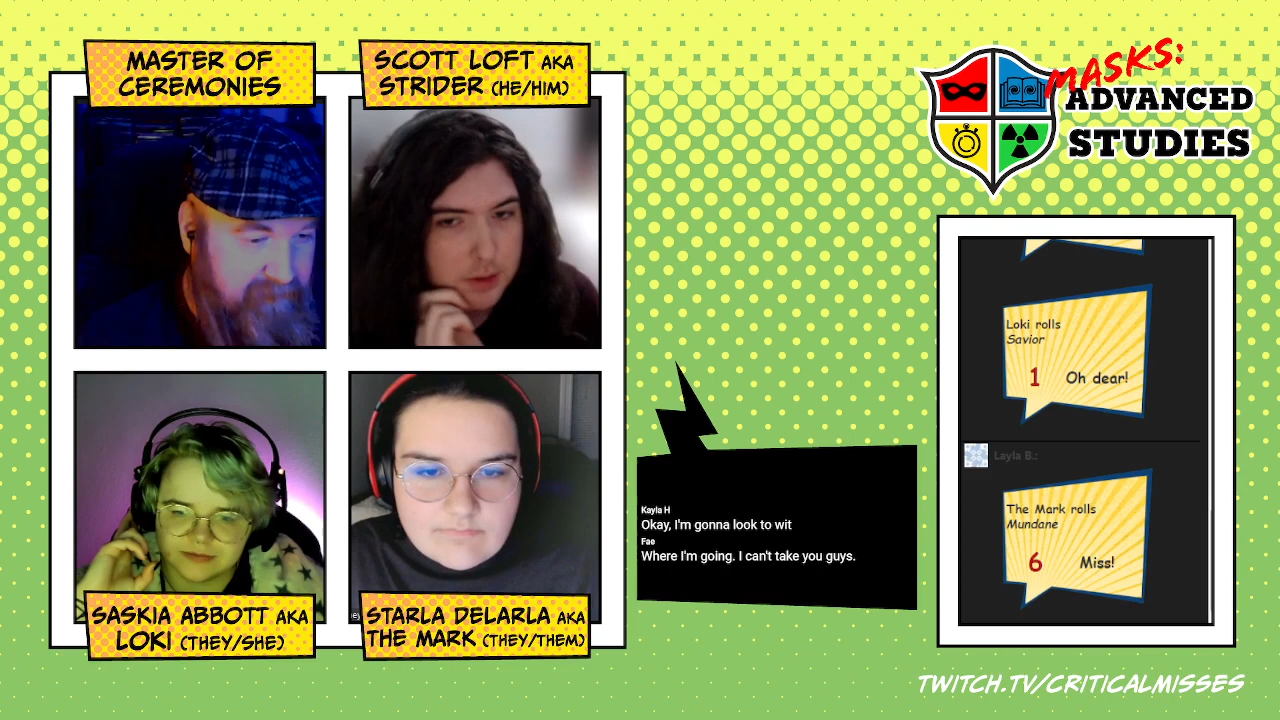 MASTER OF
CEREMONIES
SCOTT LOFT AKA
STRIDER (HE/HIM)
SASKIA ABBOTT AKA
LOKI (THEY/SHE)
STARLA DELARLA AKA
THE MARK (THEY/THEM)
Kayla H
Okay, I'm gonna look to wit
Fae
Where I'm going. I can't take you guys.
MASKS:
ADVANCED
STUDIES
Loki rolls
Savior
1 Oh dear!
Layla B.:
The Mark rolls
Mundane
6 Miss!
TWITCH.TV/CRITICALMISSES